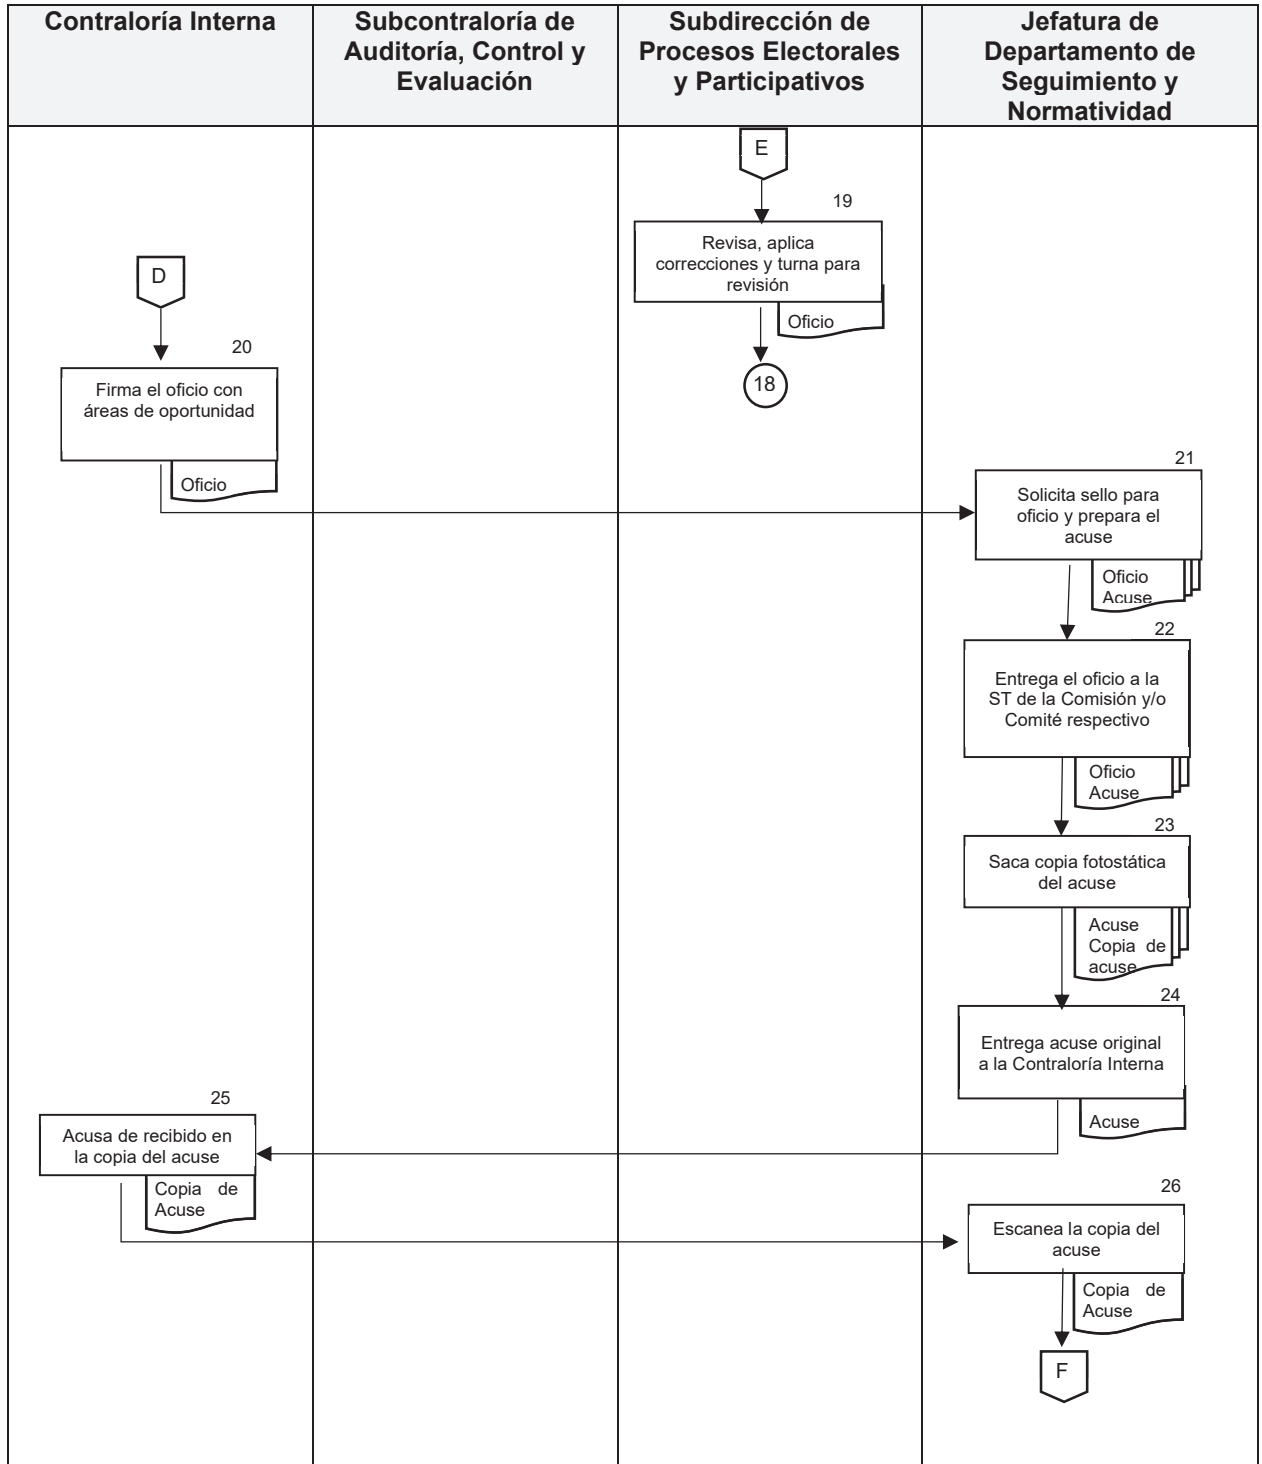 Contraloría Interna
Subcontraloría de
Auditoría, Control y
Evaluación
Subdirección de
Procesos Electorales
y Participativos
Jefatura de
Departamento de
Seguimiento y
Normatividad
E
19
Revisa, aplica
correcciones y turna para
revisión
Oficio
18
D
20
Firma el oficio con
áreas de oportunidad
Oficio
21
Solicita sello para
oficio y prepara el
acuse
Oficio
Acuse
22
Entrega el oficio a la
ST de la Comisión y/o
Comité respectivo
Oficio
Acuse
23
Saca copia fotostática
del acuse
Acuse
Copia de
acuse
24
Entrega acuse original
a la Contraloría Interna
Acuse
25
Acusa de recibido en
la copia del acuse
Copia de
Acuse
26
Escanea la copia del
acuse
Copia de
Acuse
F